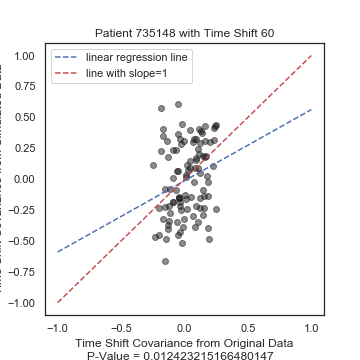 Patient 735148 with Time Shift 60
linear regression line
line with slope=1
1.00
0.75
0.50
0.25
0.00
−0.25
−0.50
−0.75
−1.00
−1.0 −0.5 0.0 0.5 1.0
Time Shift Covariance from Original Data
P-Value = 0.012423215166480147